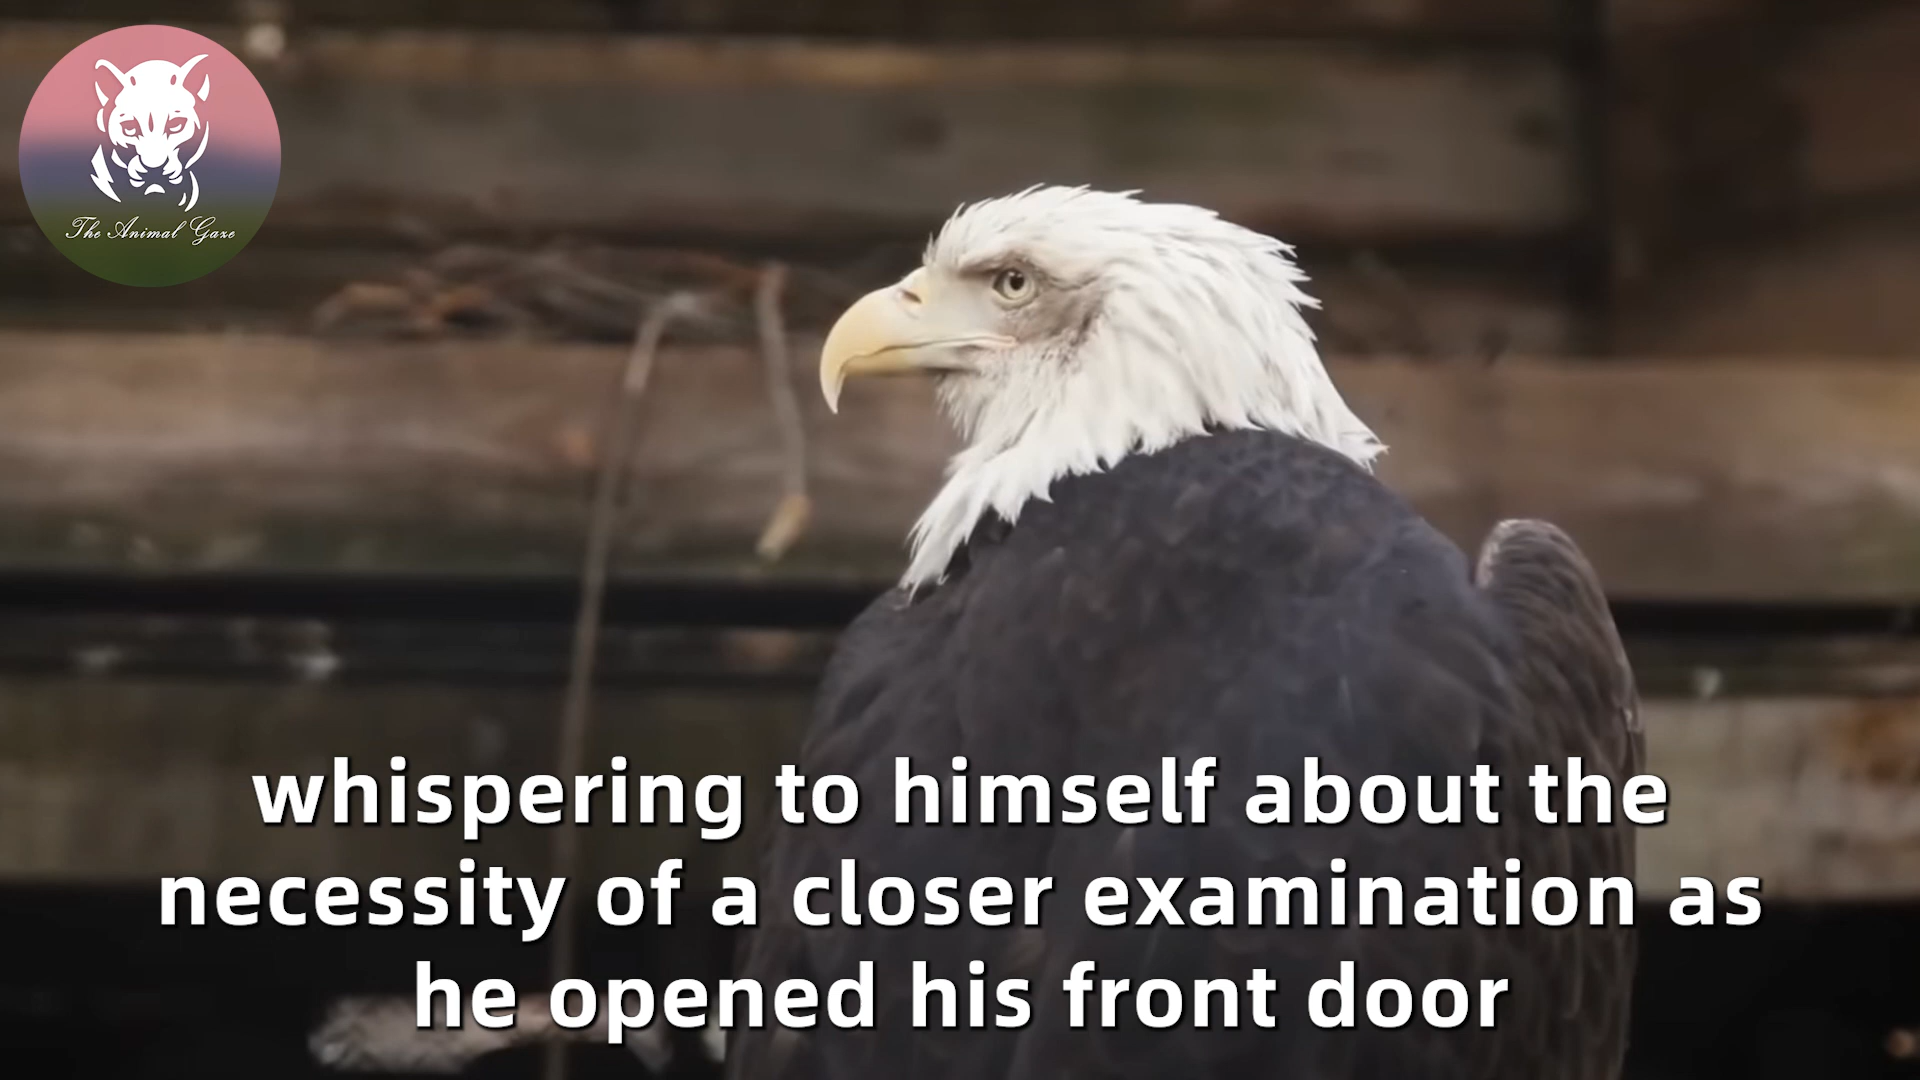 The Animal Gaze
whispering to himself about the
necessity of a closer examination as
he opened his front door